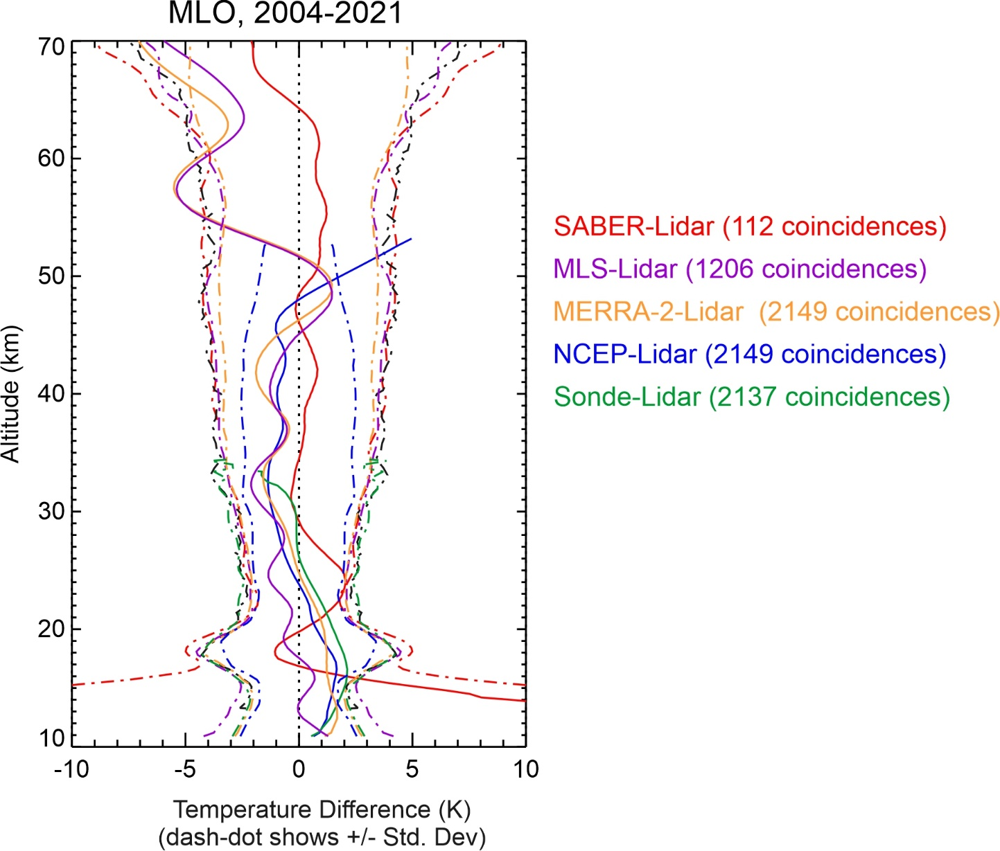 MLO, 2004-2021
70
60
50
40
30
20
10
Altitude (km)
-10 -5 0 5 10
Temperature Difference (K)
(dash-dot shows +/- Std. Dev)
SABER-Lidar (112 coincidences)
MLS-Lidar (1206 coincidences)
MERRA-2-Lidar (2149 coincidences)
NCEP-Lidar (2149 coincidences)
Sonde-Lidar (2137 coincidences)